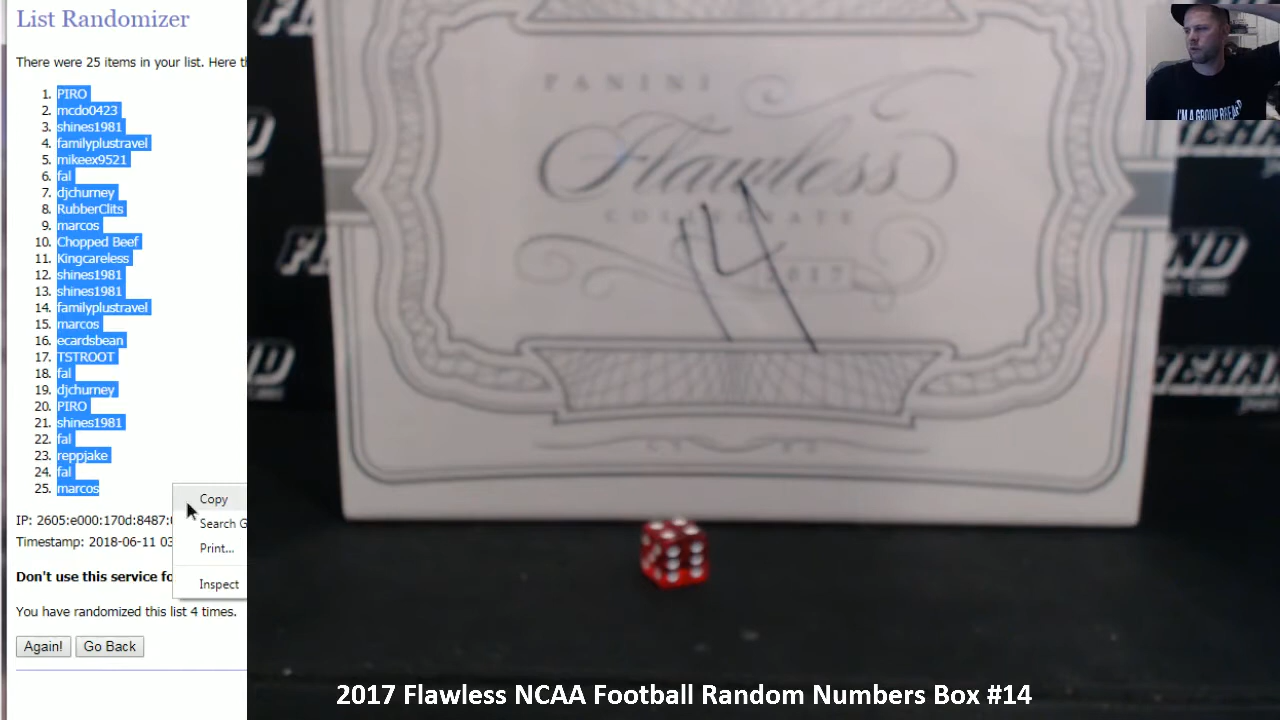 List Randomizer
There were 25 items in your list. Here
1. PIRO
2. mcdo0423
3. shines1981
4. familyplustravel
5. mikeex9521
6. fal
7. djchurney
8. RubberClits
9. marcos
10. Chopped Beef
11. Kingcareless
12. shines1981
13. shines1981
14. familyplustravel
15. marcos
16. ecardsbean
17. TSTROOT
18. fal
19. djchurney
20. PIRO
21. shines1981
22. fal
23. reppjake
24. fal
25. marcos
Copy
Search G
Print...
Inspect
IP: 2605:e000:170d:8487:
Timestamp: 2018-06-11 03
Don't use this service fo
You have randomized this list 4 times.
Again! Go Back
PANINI
Flawless
COLLEGIATE
2017
14
I'M A GROUP BREAK
2017 Flawless NCAA Football Random Numbers Box #14